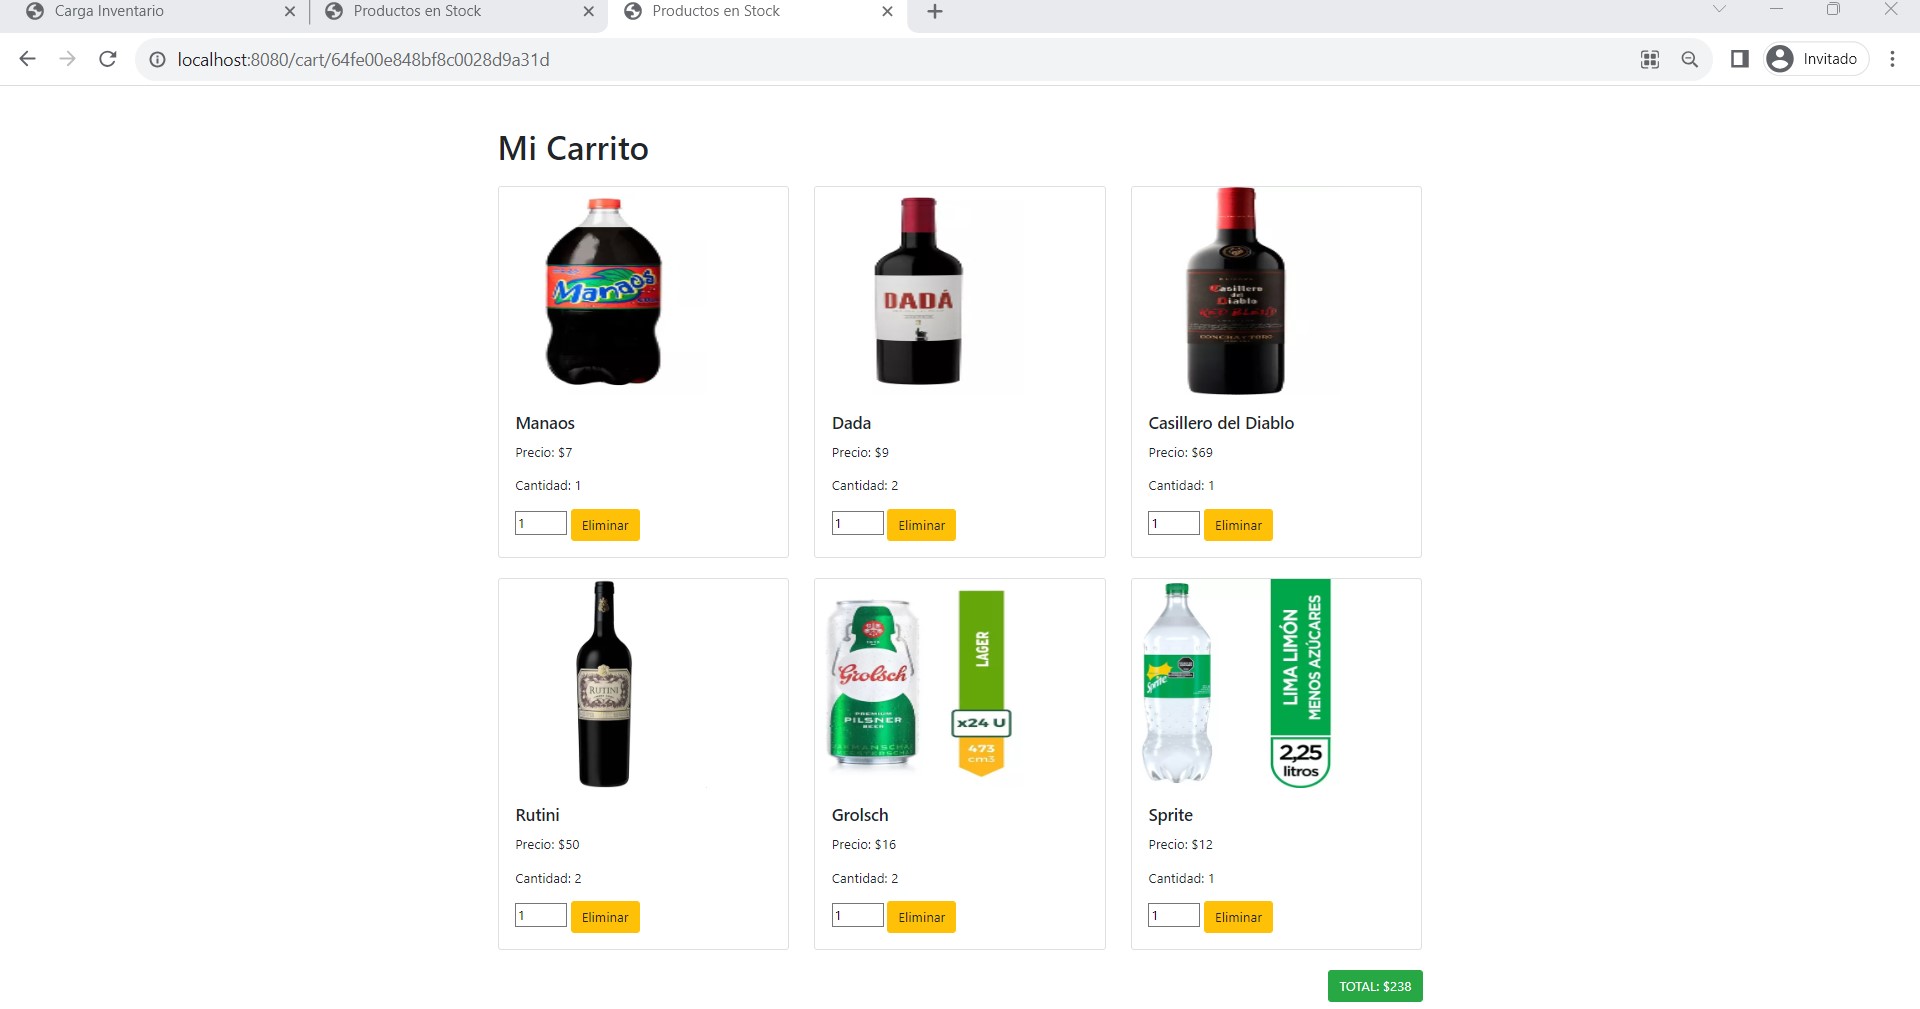 Carga Inventario
Productos en Stock
Productos en Stock
localhost:8080/cart/64fe00e848bf8c0028d9a31d
Invitado
Mi Carrito
Manaos
DADÁ
Casillero
del
Diablo
Manaos
Precio: $7
Cantidad: 1
1 Eliminar
Dada
Precio: $9
Cantidad: 2
1 Eliminar
Casillero del Diablo
Precio: $69
Cantidad: 1
1 Eliminar
RUTINI
Grolsch
PREMIUM
PILSNER
BEER
LAGER
x24 U
473
cm3
Sprite
LIMA LIMÓN
MENOS AZÚCARES
2,25
litros
Rutini
Precio: $50
Cantidad: 2
1 Eliminar
Grolsch
Precio: $16
Cantidad: 2
1 Eliminar
Sprite
Precio: $12
Cantidad: 1
1 Eliminar
TOTAL: $238